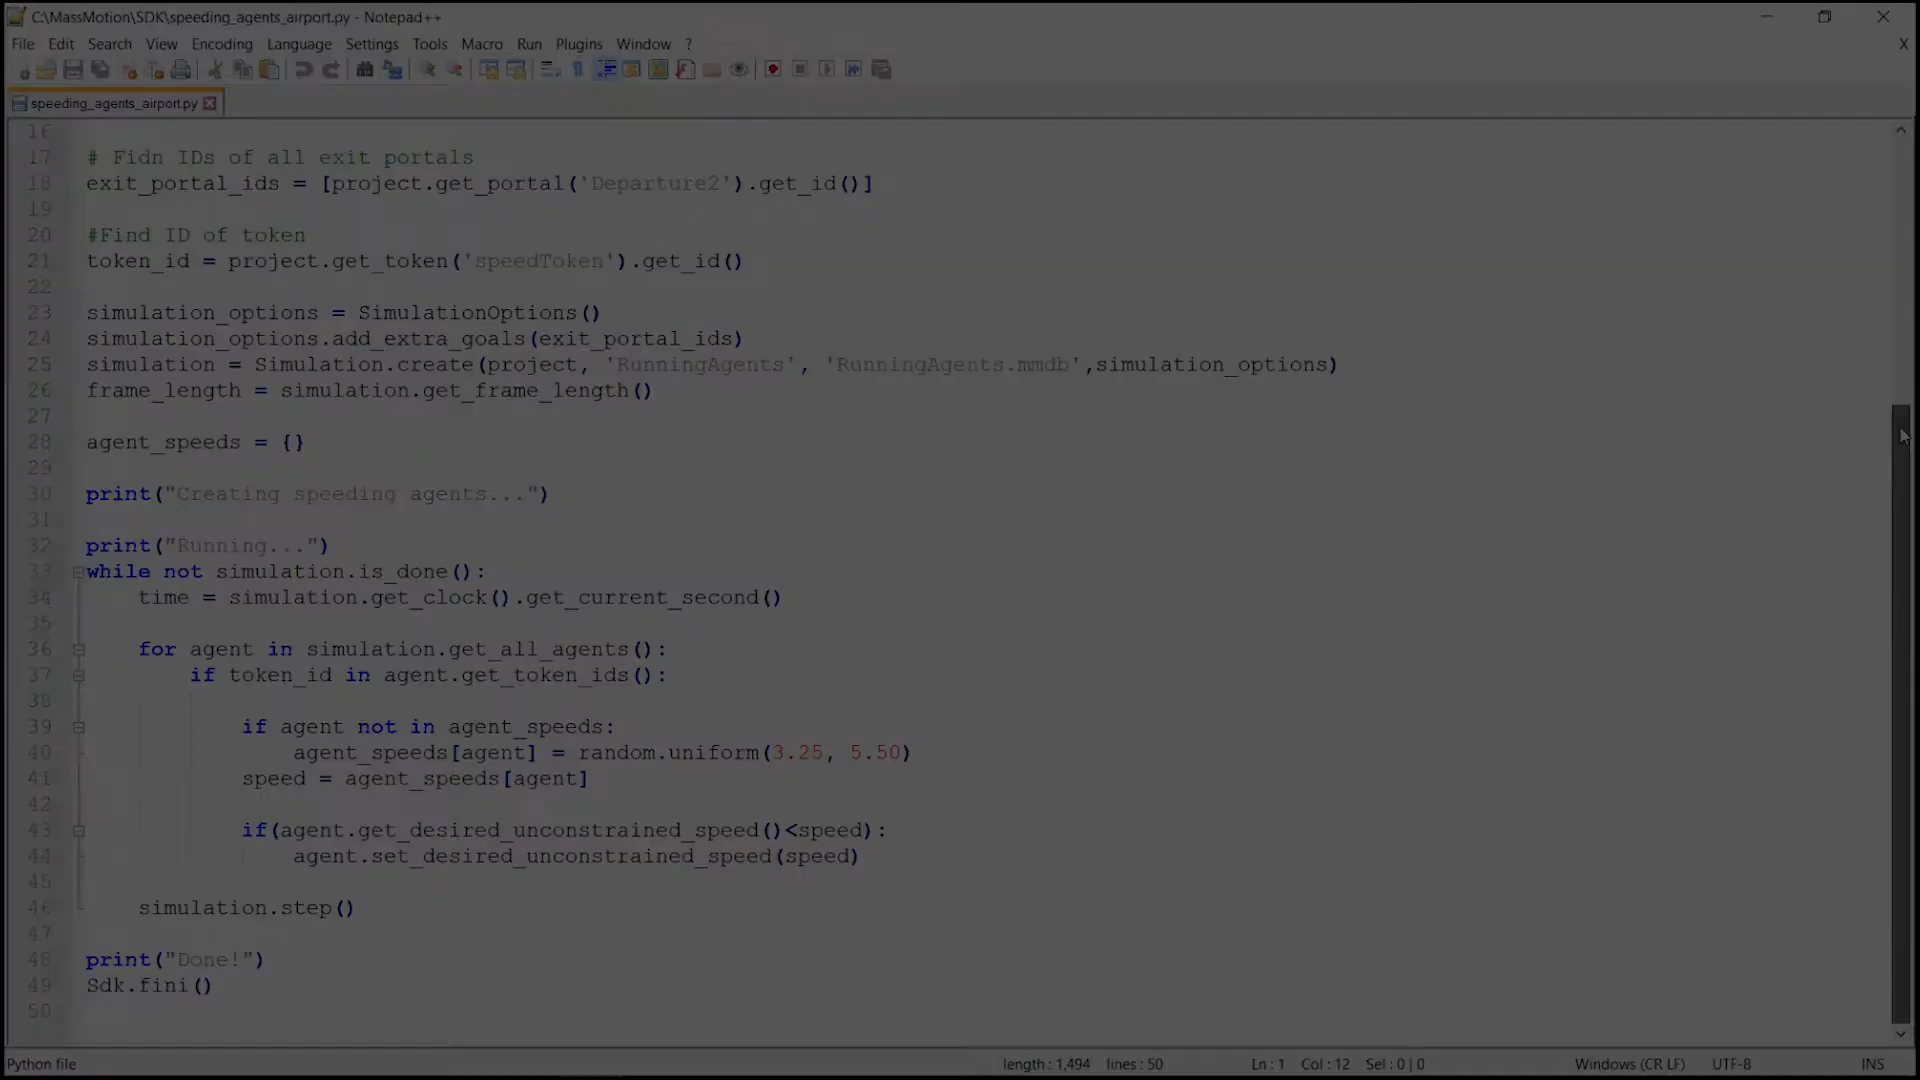 C:\MassMotion\SDK\speeding_agents_airport.py - Notepad++
File Edit Search View Encoding Language Settings Tools Macro Run Plugins Window ?
X
speeding_agents_airport.py
16
17 # Fidn IDs of all exit portals
18 exit_portal_ids = [project.get_portal('Departure2').get_id()]
19
20 #Find ID of token
21 token_id = project.get_token('speedToken').get_id()
22
23 simulation_options = SimulationOptions()
24 simulation_options.add_extra_goals(exit_portal_ids)
25 simulation = Simulation.create(project, 'RunningAgents', 'RunningAgents.mmdb',simulation_options)
26 frame_length = simulation.get_frame_length()
27
28 agent_speeds = {}
29
30 print("Creating speeding agents...")
31
32 print("Running...")
33 while not simulation.is_done():
34 time = simulation.get_clock().get_current_second()
35
36 for agent in simulation.get_all_agents():
37 if token_id in agent.get_token_ids():
38
39 if agent not in agent_speeds:
40 agent_speeds[agent] = random.uniform(3.25, 5.50)
41 speed = agent_speeds[agent]
42
43 if(agent.get_desired_unconstrained_speed()<speed):
44 agent.set_desired_unconstrained_speed(speed)
45
46 simulation.step()
47
48 print("Done!")
49 Sdk.fini()
50
Python file length : 1,494 lines : 50 Ln : 1 Col : 12 Sel : 0 | 0 Windows (CR LF) UTF-8 INS